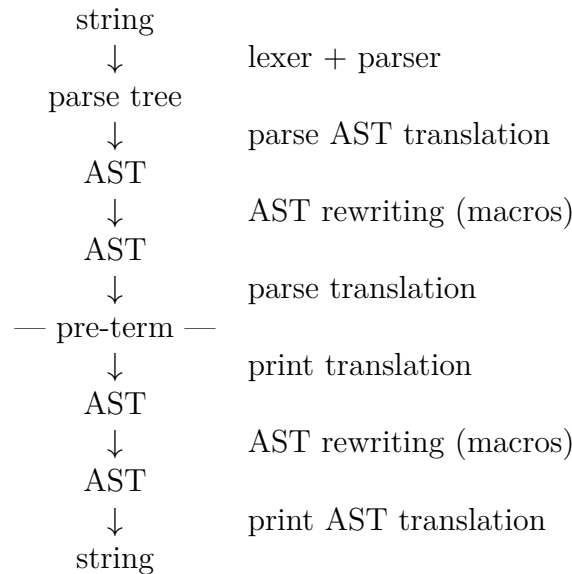 string
↓ lexer + parser
parse tree
↓ parse AST translation
AST
↓ AST rewriting (macros)
AST
↓ parse translation
— pre-term —
↓ print translation
AST
↓ AST rewriting (macros)
AST
↓ print AST translation
string